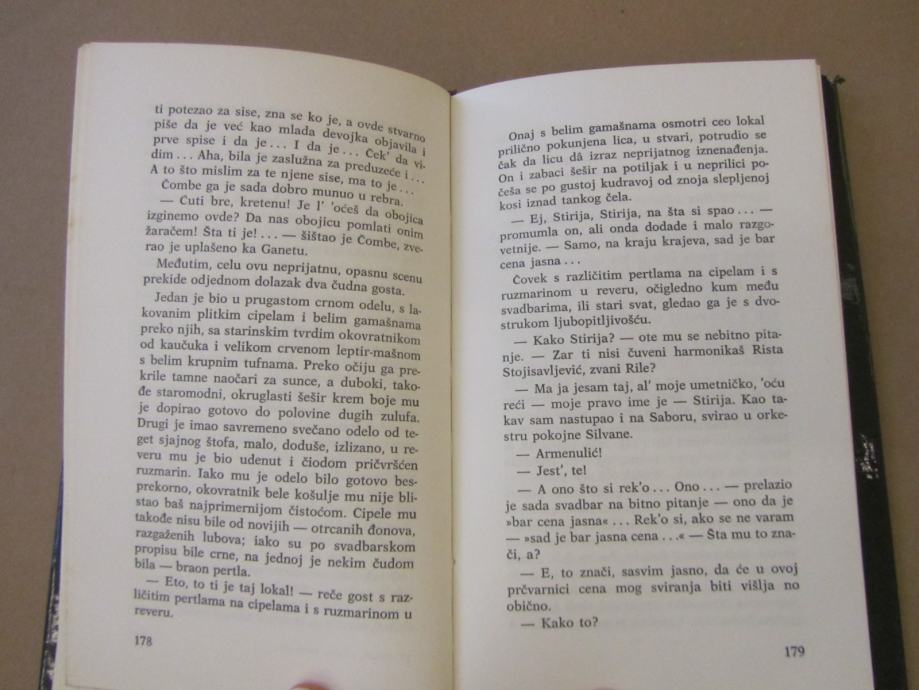 ti potezao za sise, zna se ko je, a ovde stvarno
piše da je već kao mlada devojka objavila i
prve spise i da je ... I da je ... Ček' da vi-
dim ... Aha, bila je zaslužna za preduzeće i ...
A to što mislim za te njene sise, ma to je ...
Čombe ga je sada dobro munuo u rebra.
— Ćuti bre, kretenu! Je l' 'oćeš da obojica
izginemo ovde? Da nas obojicu pomlati onim
žaračem! Šta ti je! ... — šištao je Čombe, zve-
rao je uplašeno ka Ganetu.
Međutim, celu ovu neprijatnu, opasnu scenu
prekide odjednom dolazak dva čudna gosta.
Jedan je bio u prugastom crnom odelu, s la-
kovanim plitkim cipelam i belim gamašnama
preko njih, sa starinskim tvrdim okovratnikom
od kaučuka i velikom crvenom leptir-mašnom
s belim krupnim tufnama. Preko očiju ga pre-
krile tamne naočari za sunce, a duboki, tako-
đe staromodni, okruglasti šešir krem boje mu
je dopirao gotovo do polovine dugih zulufa.
Drugi je imao savremeno svečano odelo od te-
get sjajnog štofa, malo, doduše, izlizano, u re-
veru mu je bio udenut i čiodom pričvršćen
ruzmarin. Iako mu je odelo bilo gotovo bes-
prekorno, okovratnik bele košulje mu nije bli-
stao baš najprimernijom čistoćom. Cipele mu
takođe nisu bile od novijih — otrcanih đonova,
razgaženih lubova; iako su po svadbarskom
propisu bile crne, na jednoj je nekim čudom
bila — braon pertla.
— Eto, to ti je taj lokal! — reče gost s raz-
ličitim pertlama na cipelama i s ruzmarinom u
reveru.
178
Onaj s belim gamašnama osmotri ceo lokal
prilično pokunjena lica, u stvari, potrudio se
čak da licu dâ izraz neprijatnog iznenađenja.
On i zabaci šešir na potiljak i u neprilici po-
češa se po gustoj kudravoj od znoja slepljenoj
kosi iznad tankog čela.
— Ej, Stirija, Stirija, na šta si spao ... —
promumla on, ali onda dodade i malo razgo-
vetnije. — Samo, na kraju krajeva, sad je bar
cena jasna ...
Čovek s različitim pertlama na cipelam i s
ruzmarinom u reveru, očigledno kum među
svadbarima, ili stari svat, gledao ga je s dvo-
strukom ljubopitljivošću.
— Kako Stirija? — ote mu se nebitno pita-
nje. — Zar ti nisi čuveni harmonikaš Rista
Stojisavljević, zvani Rile?
— Ma ja jesam taj, al' moje umetničko, 'oću
reći — moje pravo ime je — Stirija. Kao ta-
kav sam nastupao i na Saboru, svirao u orke-
stru pokojne Silvane.
— Armenulić!
— Jest', te!
— A ono što si rek'o ... Ono ... — prelazio
je sada svadbar na bitno pitanje — ono da je
»bar cena jasna« ... Rek'o si, ako se ne varam
— »sad je bar jasna cena ...« — Šta mu to zna-
či, a?
— E, to znači, sasvim jasno, da će u ovoj
prčvarnici cena mog sviranja biti višlja no
obično.
— Kako to?
179